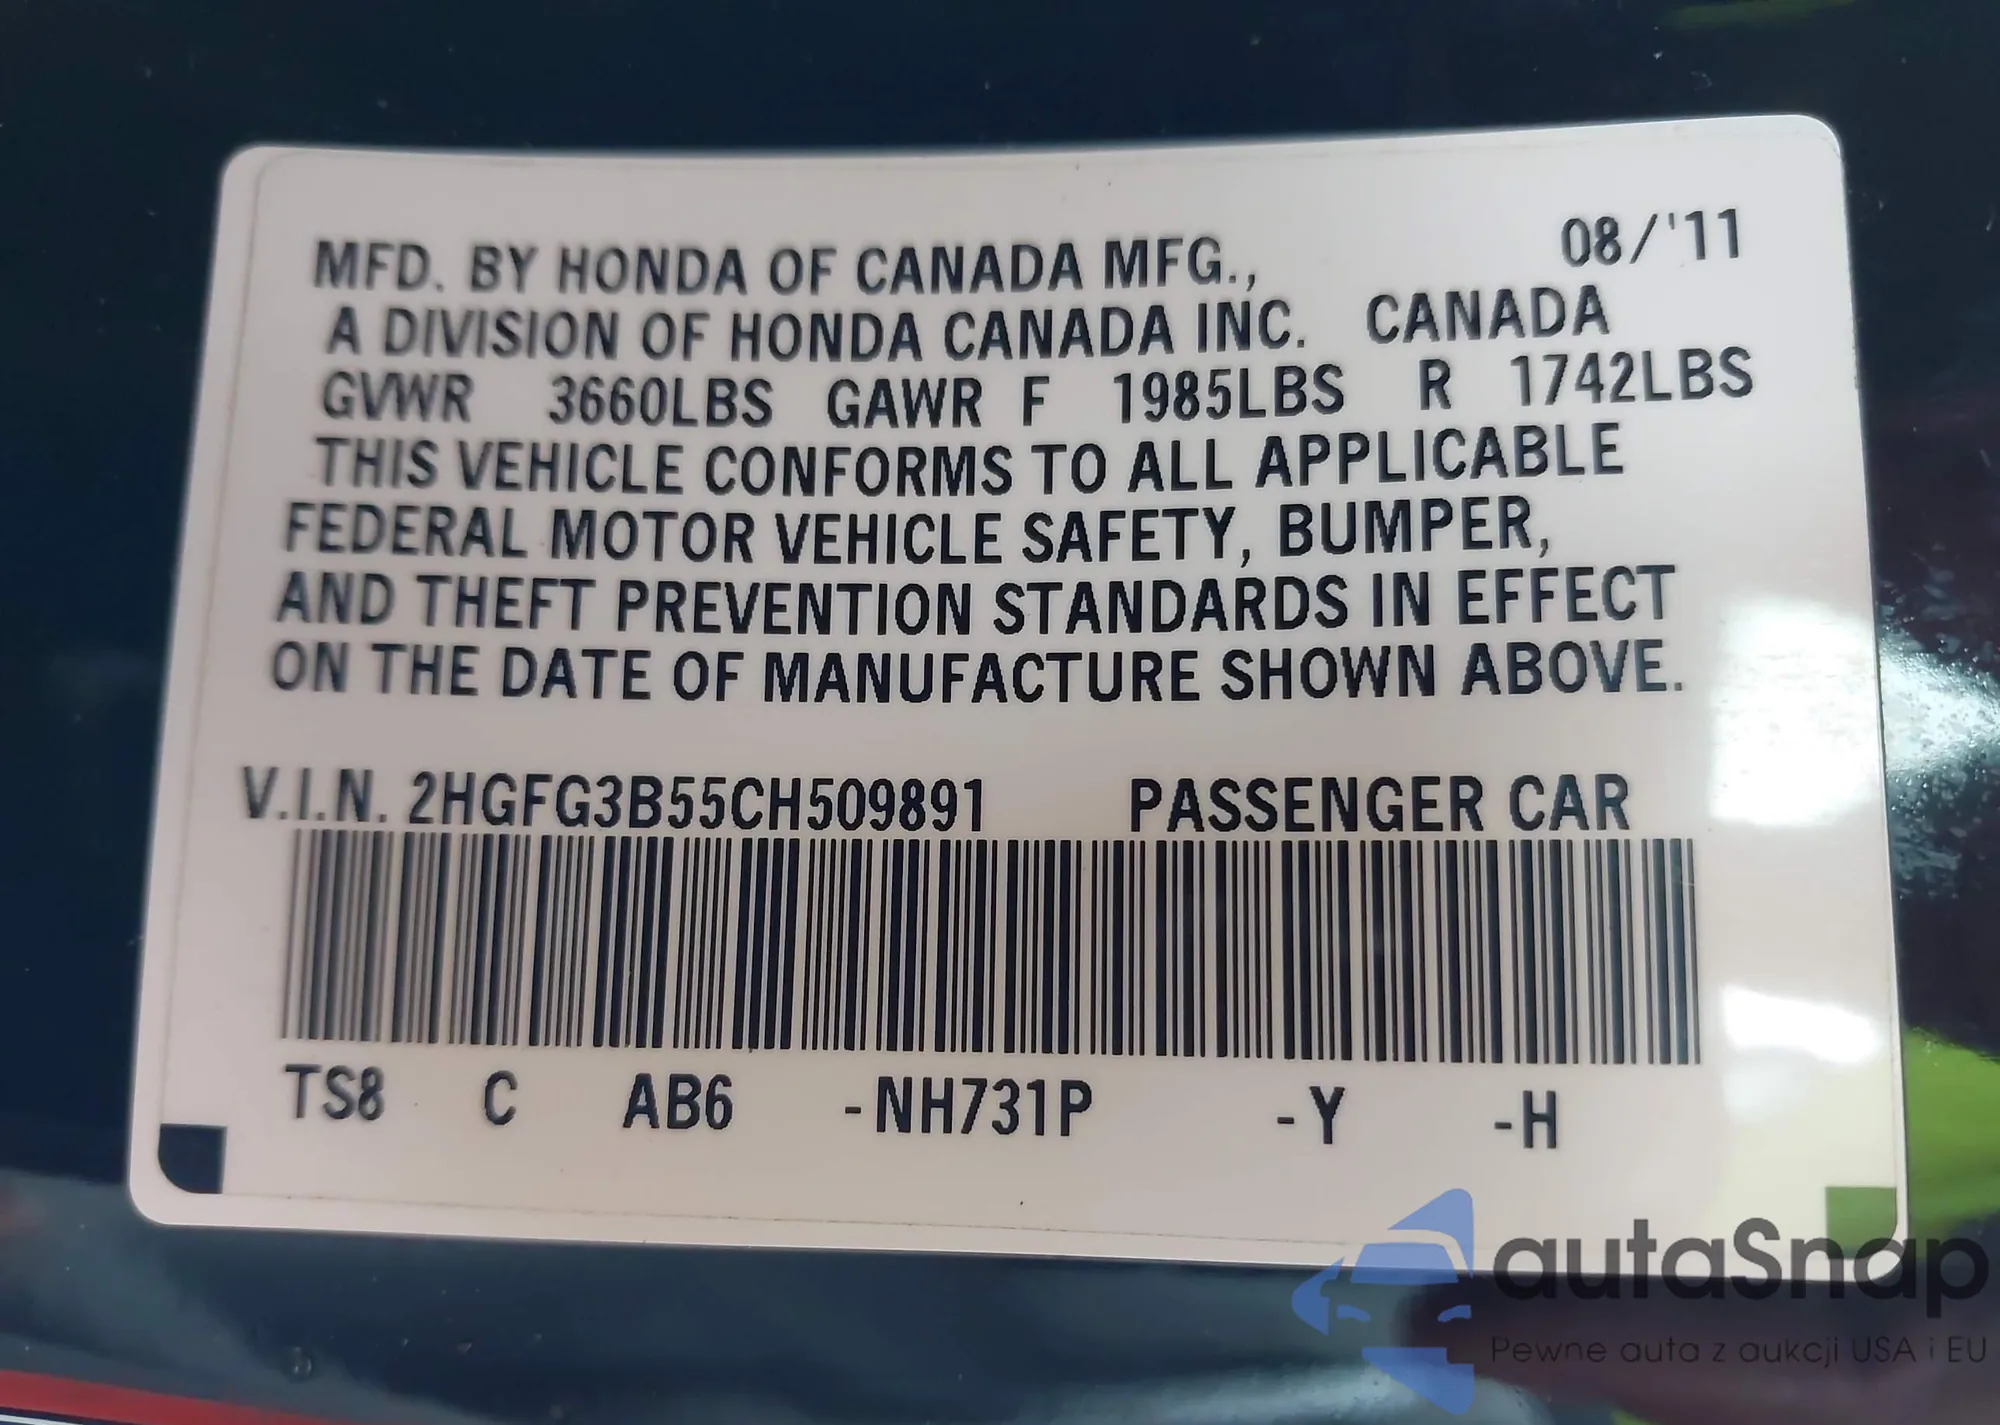 08/'11
MFD. BY HONDA OF CANADA MFG.,
A DIVISION OF HONDA CANADA INC. CANADA
GVWR 3660LBS GAWR F 1985LBS R 1742LBS
THIS VEHICLE CONFORMS TO ALL APPLICABLE
FEDERAL MOTOR VEHICLE SAFETY, BUMPER,
AND THEFT PREVENTION STANDARDS IN EFFECT
ON THE DATE OF MANUFACTURE SHOWN ABOVE.
V.I.N. 2HGFG3B55CH509891 PASSENGER CAR
TS8 C AB6 -NH731P -Y -H
autaSnap
Pewne auta z aukcji USA i EU